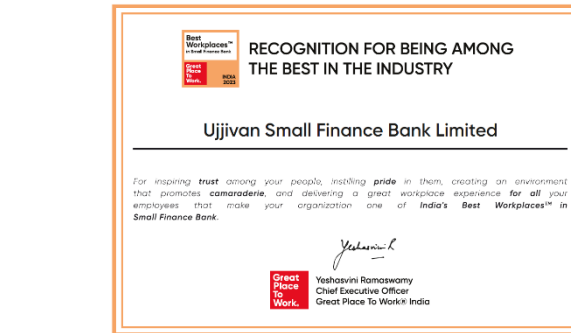 Best
Workplaces™
in Small Finance Bank
Great
Place
To
Work.
INDIA
2023
RECOGNITION FOR BEING AMONG
THE BEST IN THE INDUSTRY
Ujjivan Small Finance Bank Limited
For inspiring trust among your people, instilling pride in them, creating an environment
that promotes camaraderie, and delivering a great workplace experience for all your
employees that make your organization one of India's Best Workplaces℠ in
Small Finance Bank.
Yeshasvini R
Great
Place
To
Work.
Yeshasvini Ramaswamy
Chief Executive Officer
Great Place To Work® India